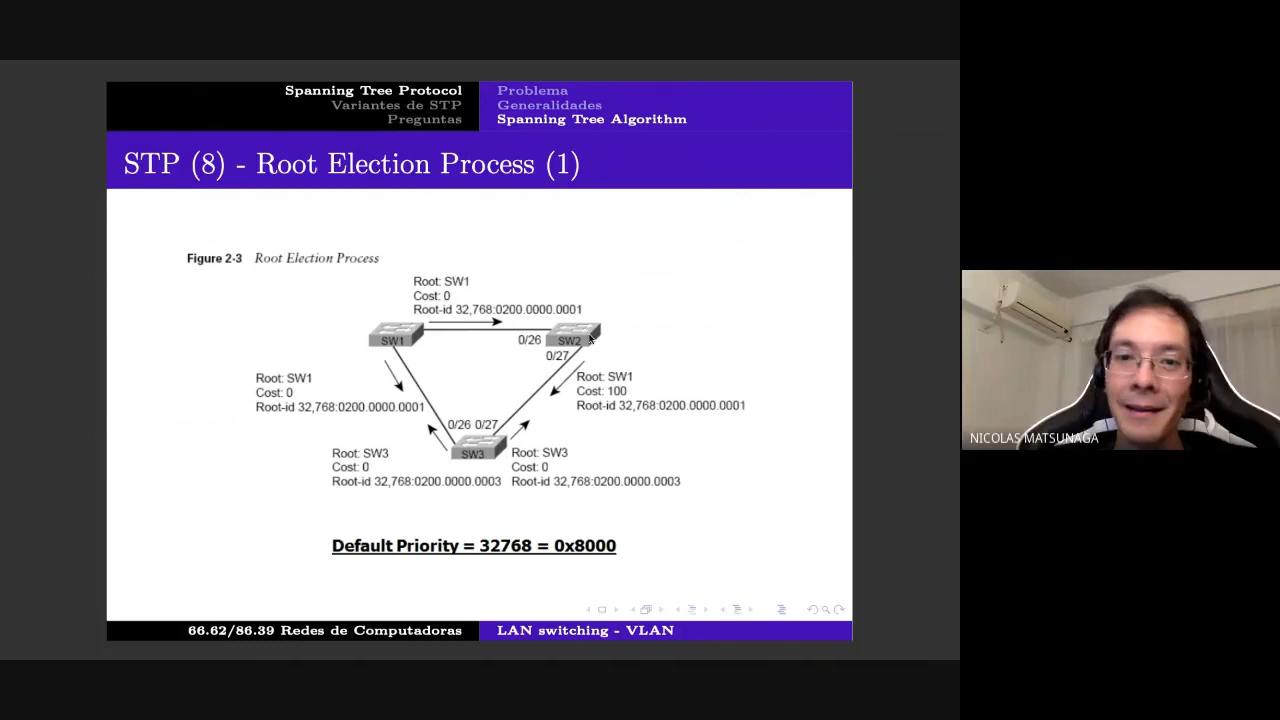 Spanning Tree Protocol
Variantes de STP
Preguntas
Problema
Generalidades
Spanning Tree Algorithm
STP (8) - Root Election Process (1)
Figure 2-3 Root Election Process
Root: SW1
Cost: 0
Root-id 32,768:0200.0000.0001
SW1
0/26
SW2
0/27
Root: SW1
Cost: 0
Root-id 32,768:0200.0000.0001
Root: SW1
Cost: 100
Root-id 32,768:0200.0000.0001
0/26 0/27
SW3
Root: SW3
Cost: 0
Root-id 32,768:0200.0000.0003
Root: SW3
Cost: 0
Root-id 32,768:0200.0000.0003
Default Priority = 32768 = 0x8000
66.62/86.39 Redes de Computadoras
LAN switching - VLAN
NICOLAS MATSUNAGA